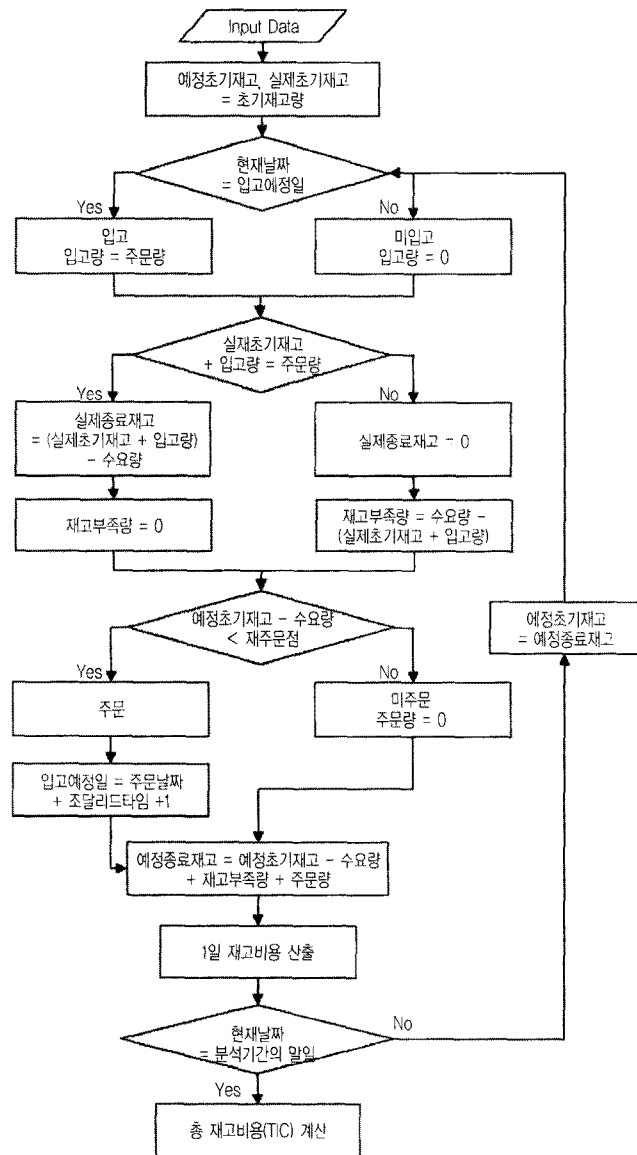 Input Data
예정초기재고, 실제초기재고
= 초기재고량
현재날짜
= 입고예정일
Yes
No
입고
입고량 = 주문량
미입고
입고량 = 0
실재초기재고
+ 입고량 = 주문량
Yes
No
실제종료재고
= (실제초기재고 + 입고량)
- 수요량
실제종료재고 - 0
재고부족량 = 0
재고부족량 = 수요량 -
(실제초기재고 + 입고량)
예정초기재고 - 수요량
< 재주문점
예정초기재고
= 예정종료재고
Yes
No
주문
미주문
주문량 = 0
입고예정일 = 주문날짜
+ 조달리드타임 +1
예정종료재고 = 예정초기재고 - 수요량
+ 재고부족량 + 주문량
1일 재고비용 산출
현재날짜
= 분석기간의 말일
No
Yes
총 재고비용(TIC) 계산